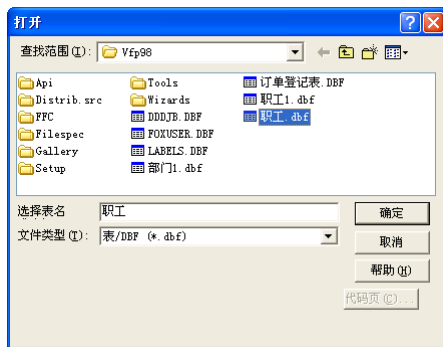 打开
查找范围(I): Vfp98
Api
Distrib.src
FFC
Filespec
Gallery
Setup
Tools
Wizards
DDDJB.DBF
FOXUSER.DBF
LABELS.DBF
部门1.dbf
订单登记表.DBF
职工1.dbf
职工.dbf
选择表名 职工 确定
文件类型(T): 表/DBF (*.dbf) 取消
帮助(H)
代码页(C)...